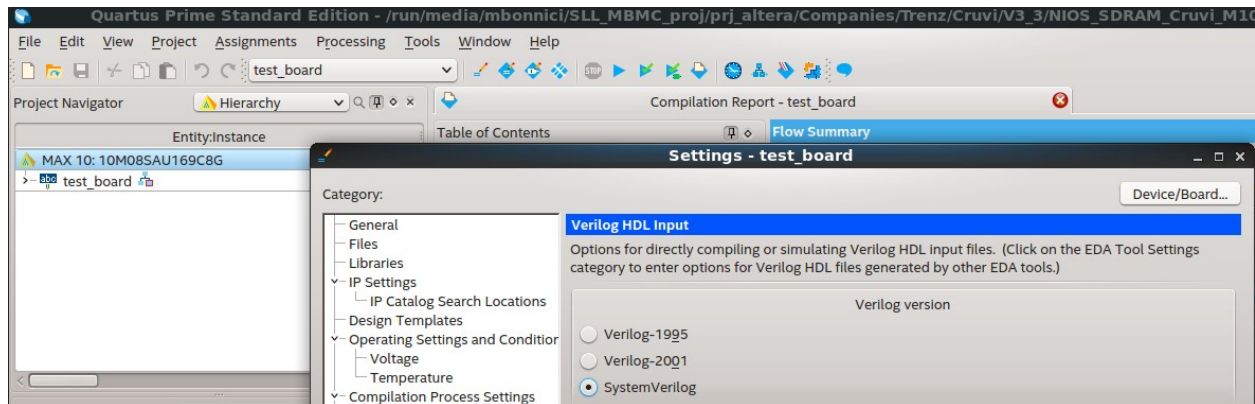 Quartus Prime Standard Edition - /run/media/mbonnici/SLL_MBMC_proj/prj_altera/Companies/Trenz/Cruvi/V3_3/NIOS_SDRAM_Cruvi_M10
File Edit View Project Assignments Processing Tools Window Help
test_board
STOP
Project Navigator
Hierarchy
Compilation Report - test_board
Entity:Instance
Table of Contents
Flow Summary
MAX 10: 10M08SAU169C8G
abc test_board
Settings - test_board
Category:
Device/Board...
General
Files
Libraries
IP Settings
IP Catalog Search Locations
Design Templates
Operating Settings and Condition
Voltage
Temperature
Compilation Process Settings
Verilog HDL Input
Options for directly compiling or simulating Verilog HDL input files. (Click on the EDA Tool Settings
category to enter options for Verilog HDL files generated by other EDA tools.)
Verilog version
Verilog-1995
Verilog-2001
SystemVerilog